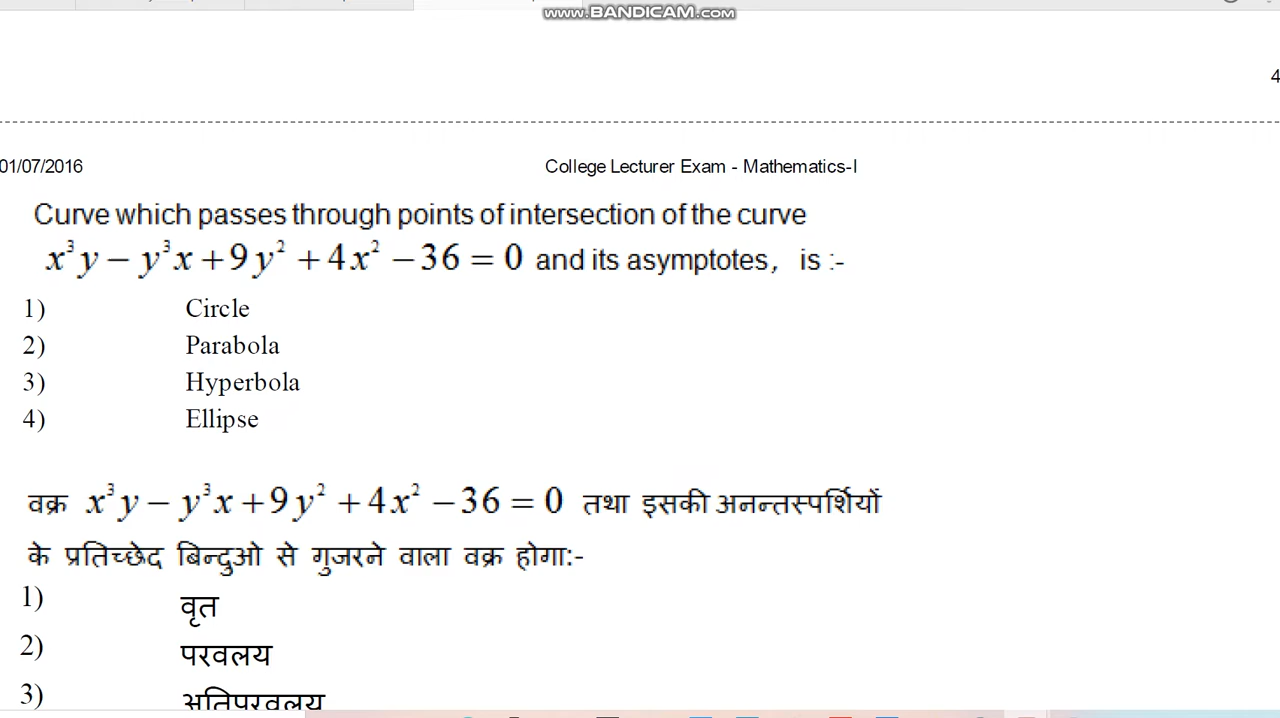 www.BANDICAM.com
4
01/07/2016 College Lecturer Exam - Mathematics-I
Curve which passes through points of intersection of the curve
x³y − y³x + 9y² + 4x² − 36 = 0 and its asymptotes, is :-
1) Circle
2) Parabola
3) Hyperbola
4) Ellipse
वक्र x³y − y³x + 9y² + 4x² − 36 = 0 तथा इसकी अनन्तस्पर्शियों
के प्रतिच्छेद बिन्दुओ से गुजरने वाला वक्र होगा:-
1) वृत
2) परवलय
3) अतिपरवलय